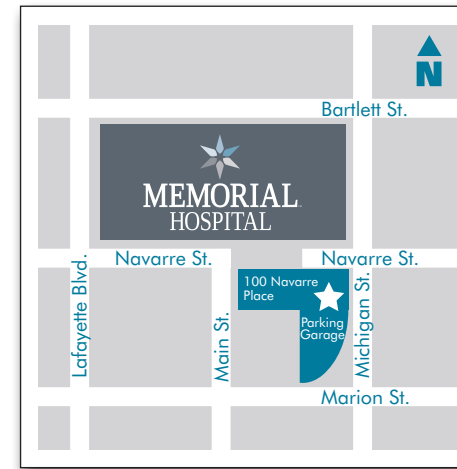 N
Bartlett St.
MEMORIAL
HOSPITAL
Navarre St.
Navarre St.
Lafayette Blvd.
Main St.
100 Navarre
Place
Parking
Garage
Michigan St.
Marion St.